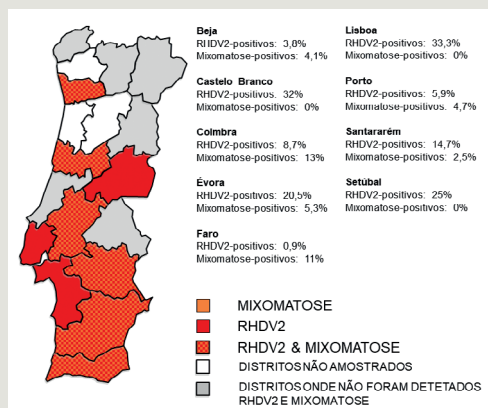 Beja
RHDV2-positivos: 3,8%
Mixomatose-positivos: 4,1%
Castelo Branco
RHDV2-positivos: 32%
Mixomatose-positivos: 0%
Coimbra
RHDV2-positivos: 8,7%
Mixomatose-positivos: 13%
Évora
RHDV2-positivos: 20,5%
Mixomatose-positivos: 5,3%
Faro
RHDV2-positivos: 0,9%
Mixomatose-positivos: 11%
Lisboa
RHDV2-positivos: 33,3%
Mixomatose-positivos: 0%
Porto
RHDV2-positivos: 5,9%
Mixomatose-positivos: 4,7%
Santararém
RHDV2-positivos: 14,7%
Mixomatose-positivos: 2,5%
Setúbal
RHDV2-positivos: 25%
Mixomatose-positivos: 0%
MIXOMATOSE
RHDV2
RHDV2 & MIXOMATOSE
DISTRITOS NÃO AMOSTRADOS
DISTRITOS ONDE NÃO FORAM DETETADOS
RHDV2 E MIXOMATOSE